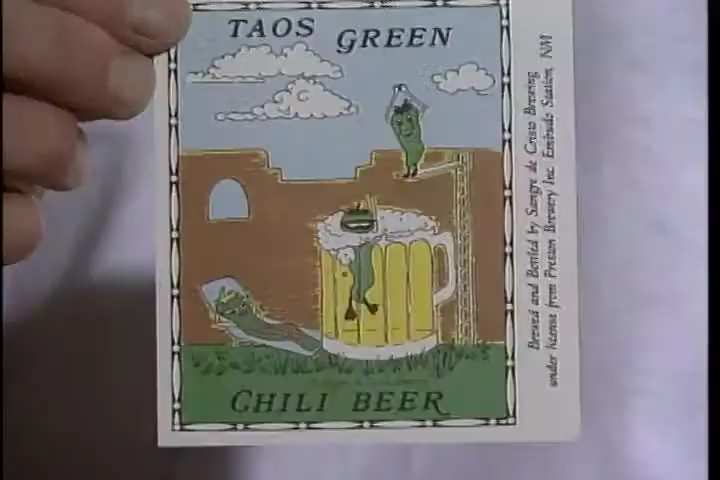 TAOS GREEN
CHILI BEER
Brewed and Bottled by Sangre de Cristo Brewing
under license from Preston Brewery Inc. Embudo Station, NM